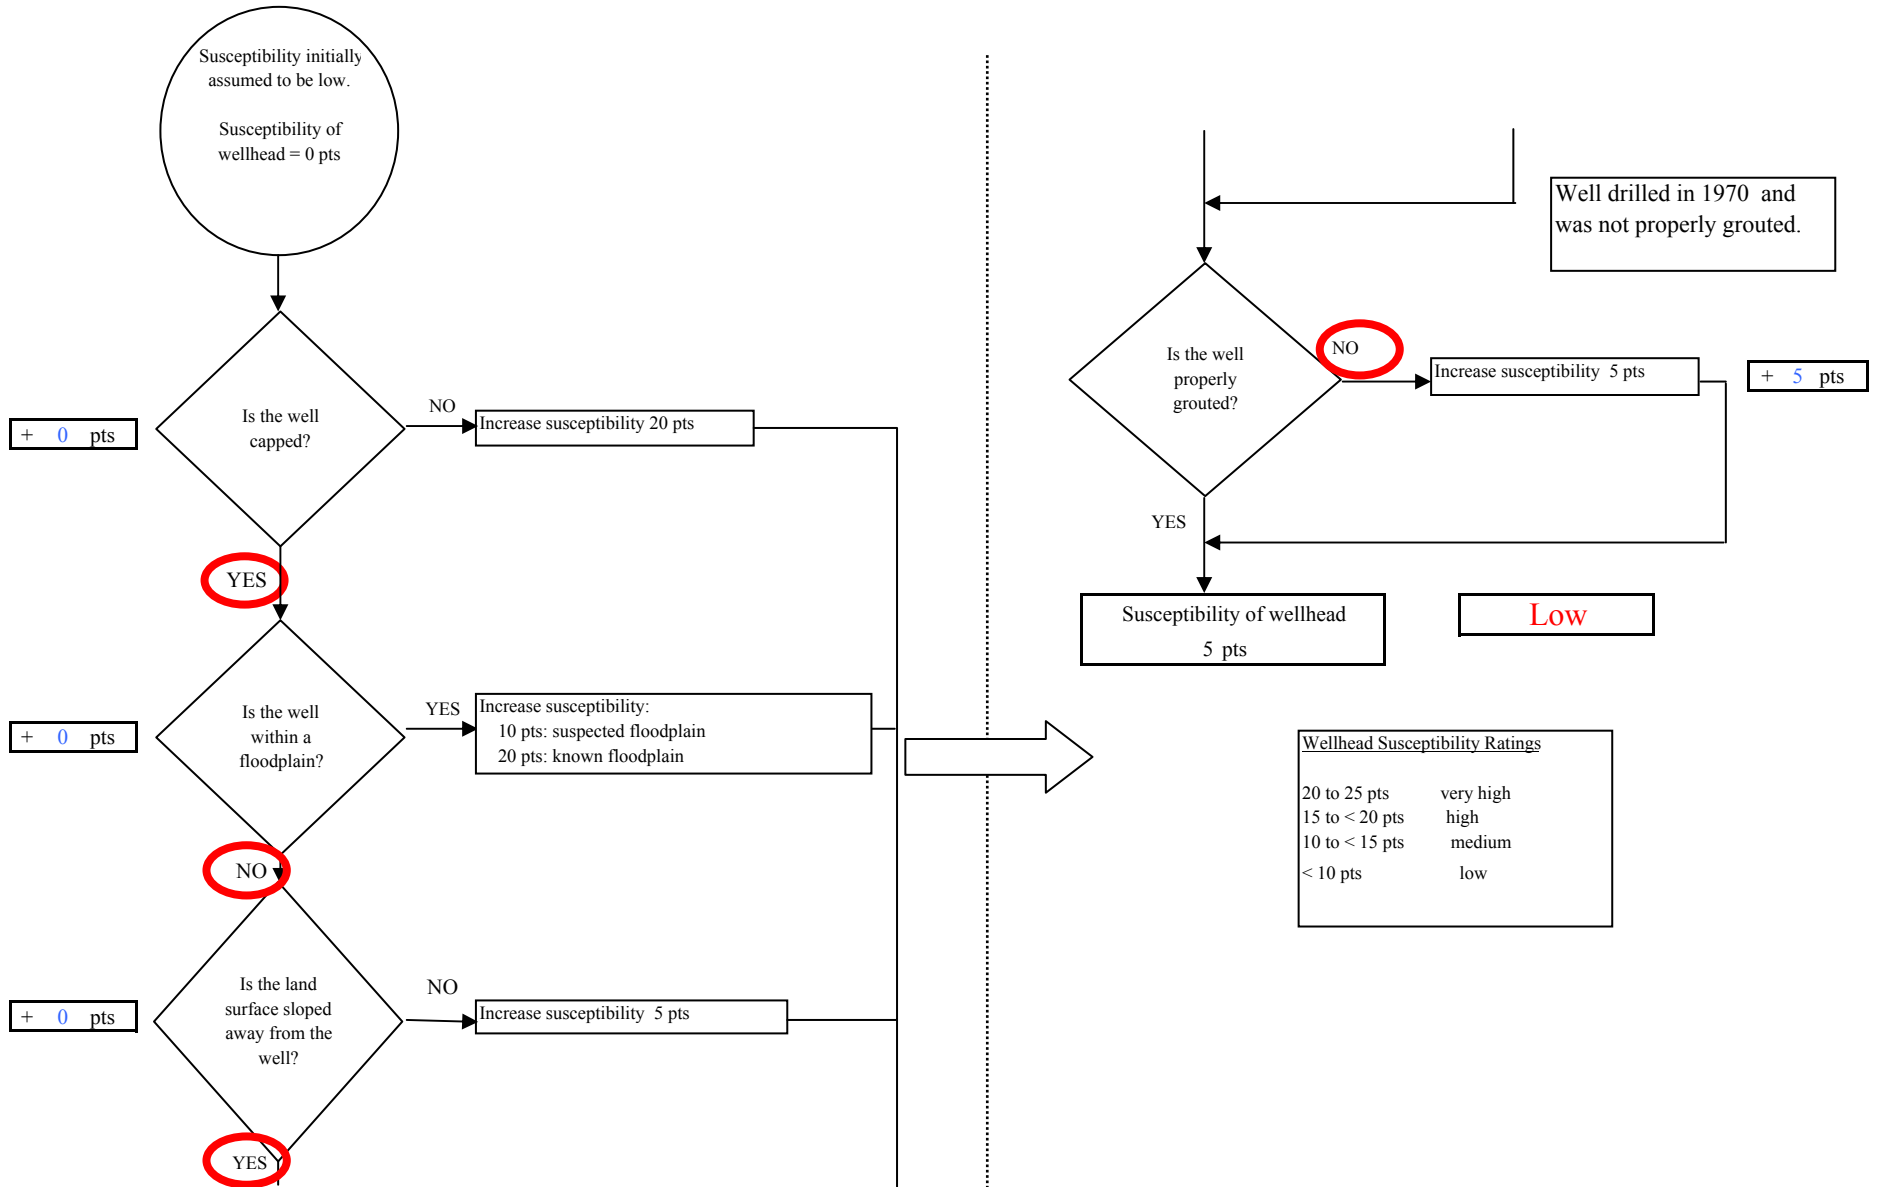 Susceptibility initially
assumed to be low.
Susceptibility of
wellhead = 0 pts
Is the well
capped?
+ 0 pts
NO
Increase susceptibility 20 pts
YES
Is the well
within a
floodplain?
+ 0 pts
YES
Increase susceptibility:
10 pts: suspected floodplain
20 pts: known floodplain
NO
Is the land
surface sloped
away from the
well?
+ 0 pts
NO
Increase susceptibility 5 pts
YES
Well drilled in 1970 and
was not properly grouted.
Is the well
properly
grouted?
NO
Increase susceptibility 5 pts
+ 5 pts
YES
Susceptibility of wellhead
5 pts
Low
Wellhead Susceptibility Ratings
20 to 25 pts very high
15 to < 20 pts high
10 to < 15 pts medium
< 10 pts low